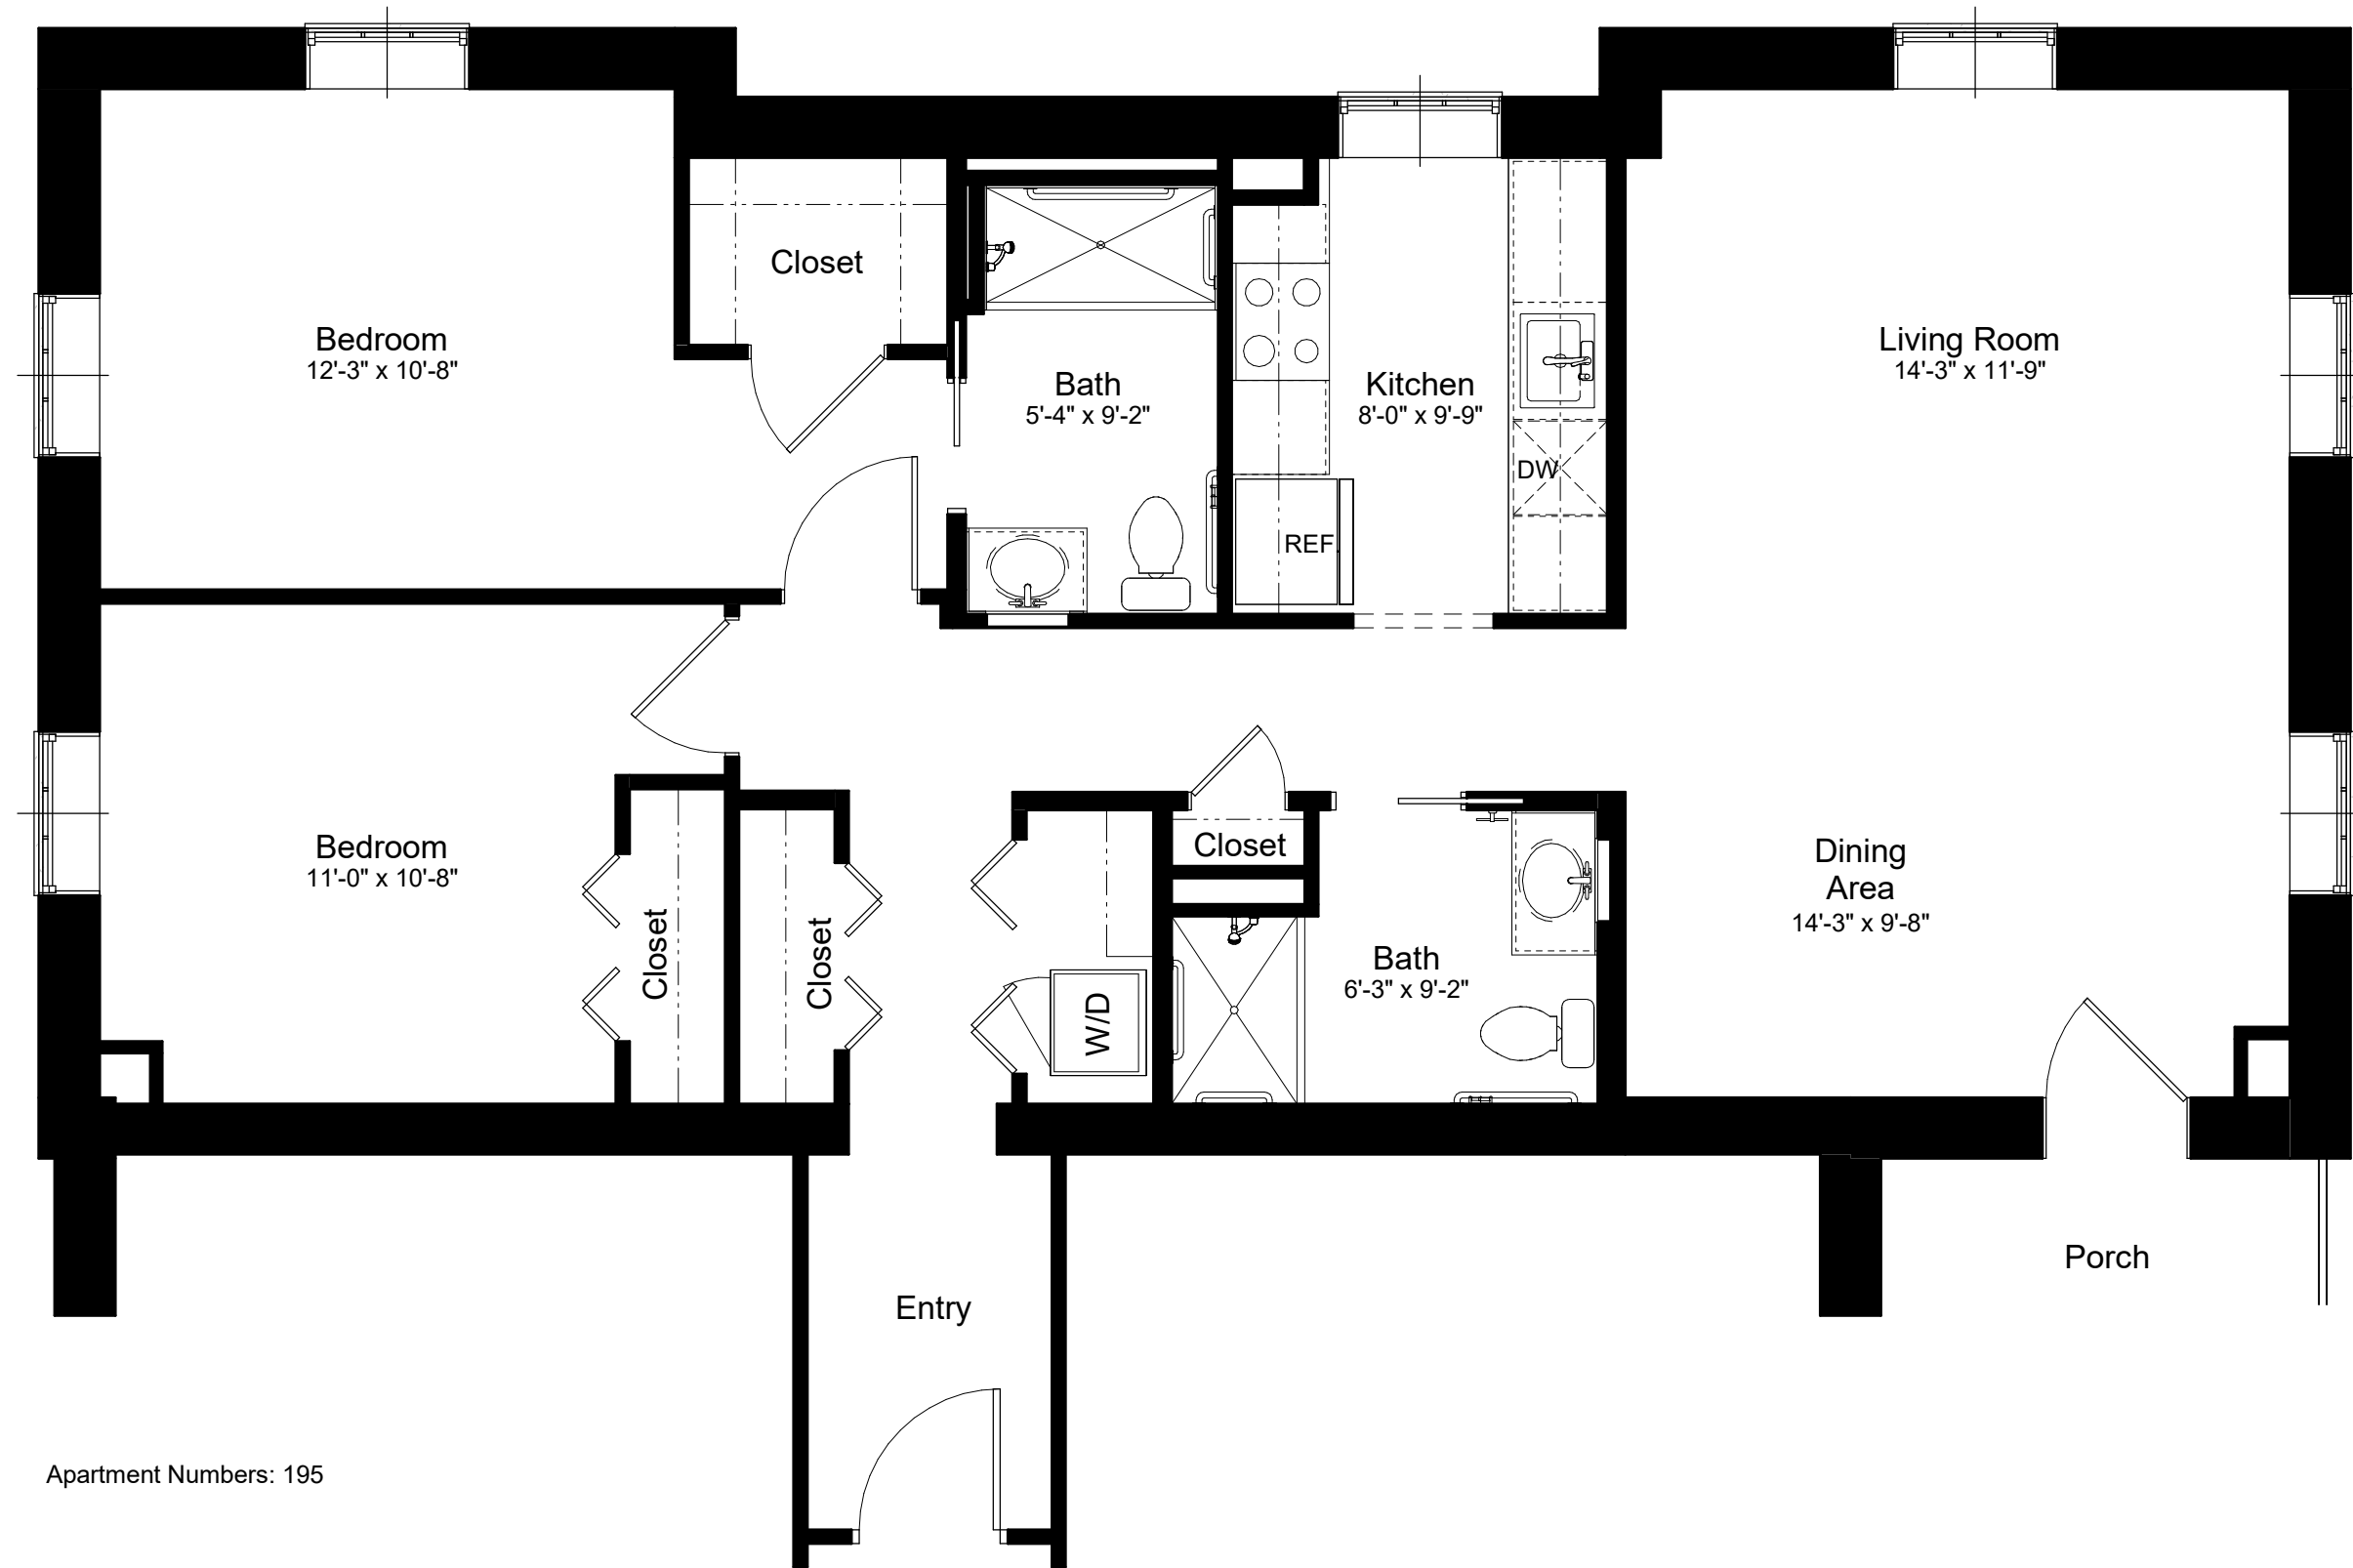 Closet
Bedroom
12'-3" x 10'-8"
Bath
5'-4" x 9'-2"
Kitchen
8'-0" x 9'-9"
Living Room
14'-3" x 11'-9"
DW
REF.
Bedroom
11'-0" x 10'-8"
Closet
Closet
W/D
Closet
Bath
6'-3" x 9'-2"
Dining
Area
14'-3" x 9'-8"
Porch
Entry
Apartment Numbers: 195